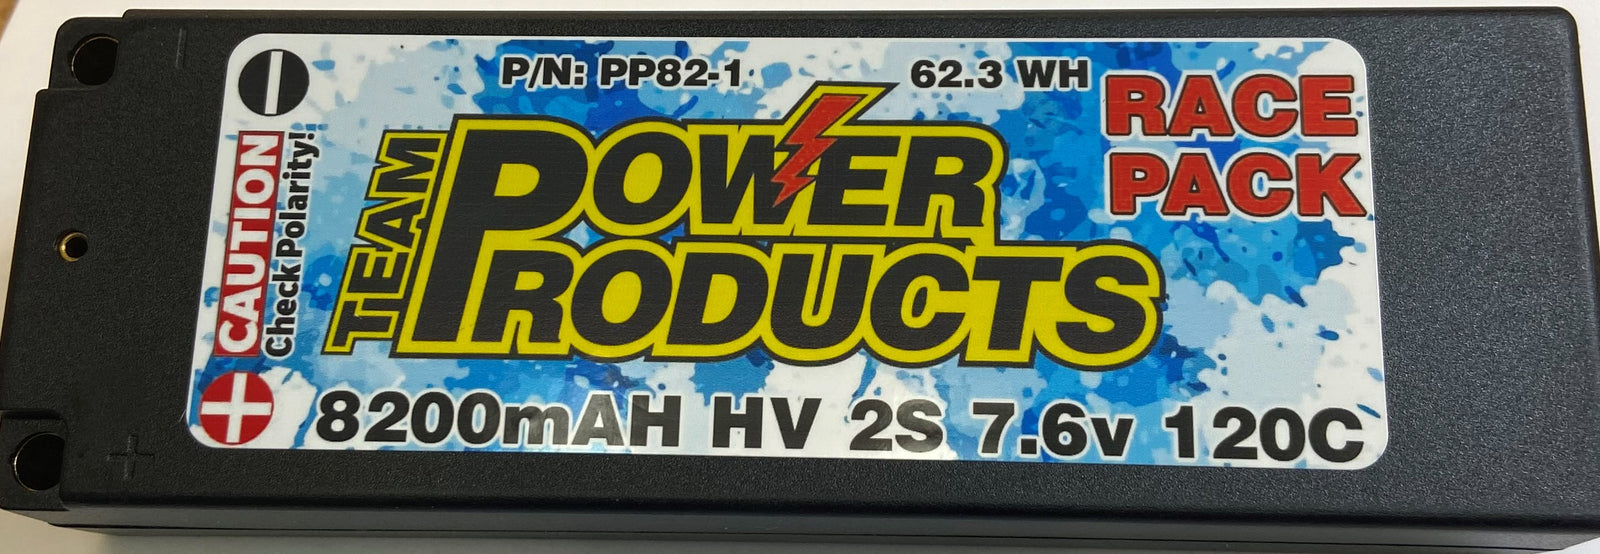 P/N: PP82-1
62.3 WH
RACE
PACK
CAUTION
Check Polarity!
TEAM
POWER
PRODUCTS
8200mAH HV 2S 7.6v 120C